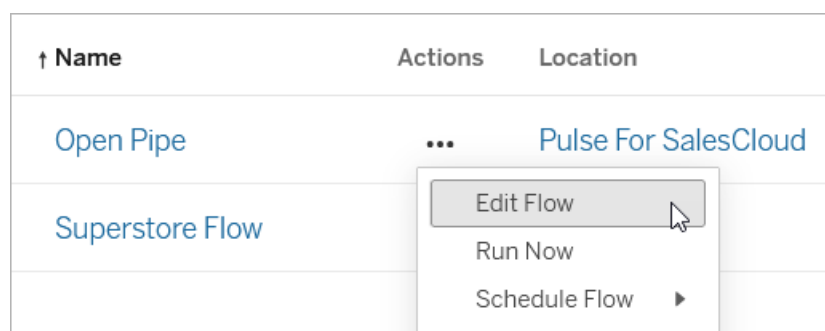 ↑ Name Actions Location
Open Pipe ••• Pulse For SalesCloud
Edit Flow
Superstore Flow
Run Now
Schedule Flow